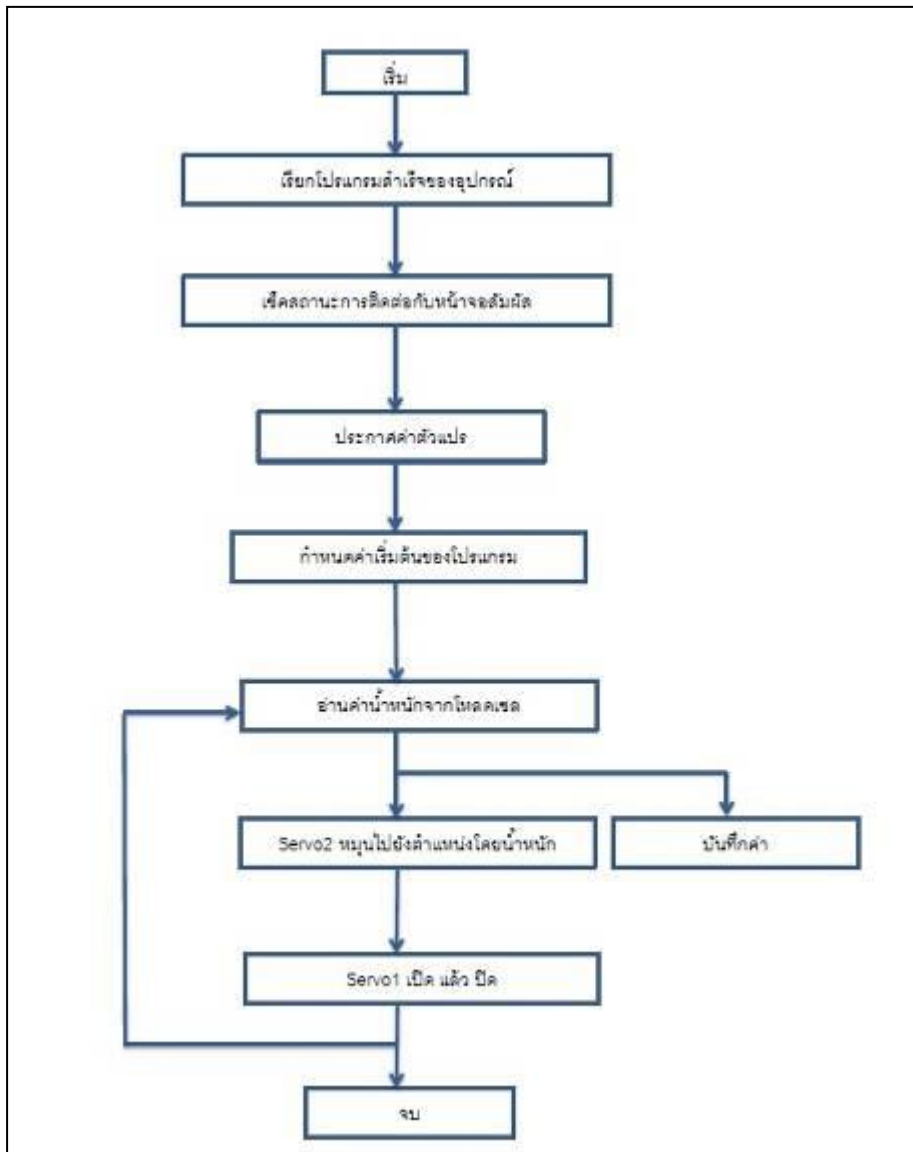 เริ่ม
เรียกโปรแกรมสำเร็จของอุปกรณ์
เช็คสถานะการติดต่อกับหน้าจอสัมผัส
ประกาศค่าตัวแปร
กำหนดค่าเริ่มต้นของโปรแกรม
อ่านค่าน้ำหนักจากโหลดเซล
Servo2 หมุนไปยังตำแหน่งโดยน้ำหนัก
บันทึกค่า
Servo1 เปิด แล้ว ปิด
จบ